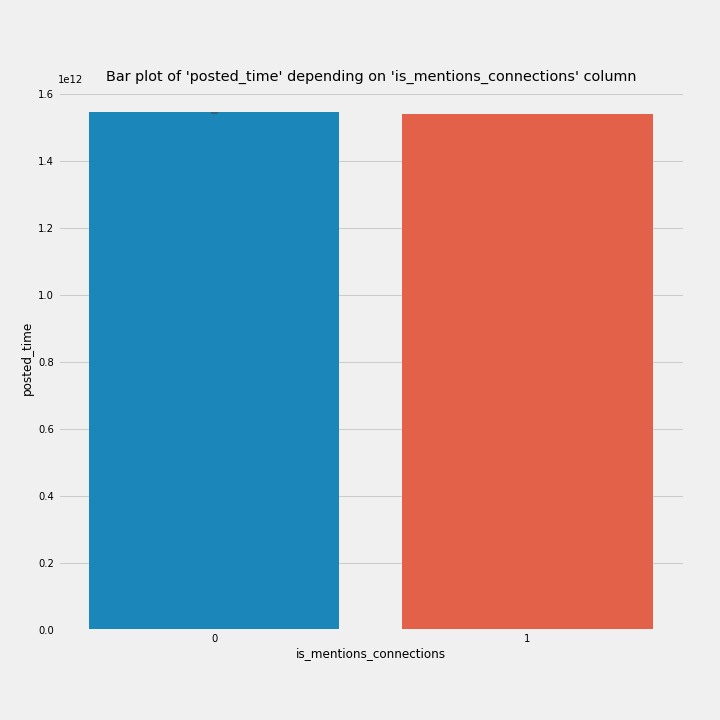 Bar plot of 'posted_time' depending on 'is_mentions_connections' column
1e12
1.6
1.4
1.2
1.0
0.8
0.6
0.4
0.2
0.0
posted_time
0
1
is_mentions_connections